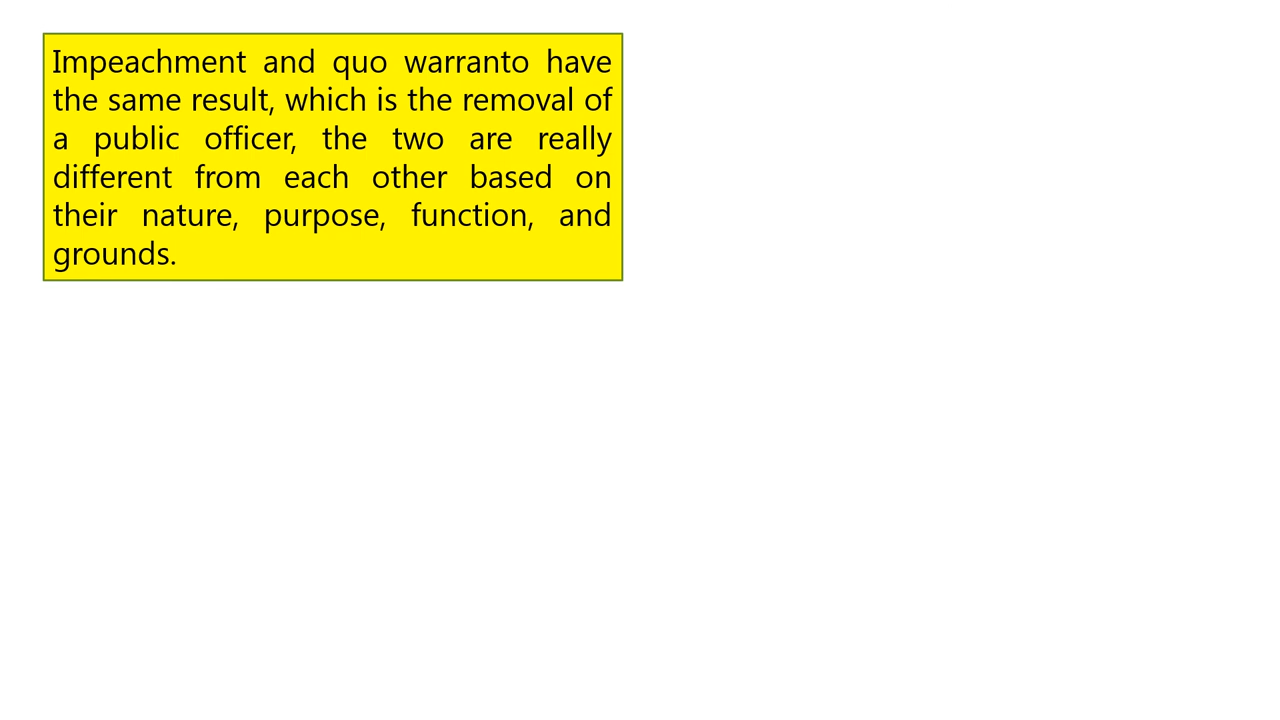 Impeachment and quo warranto have
the same result, which is the removal of
a public officer, the two are really
different from each other based on
their nature, purpose, function, and
grounds.